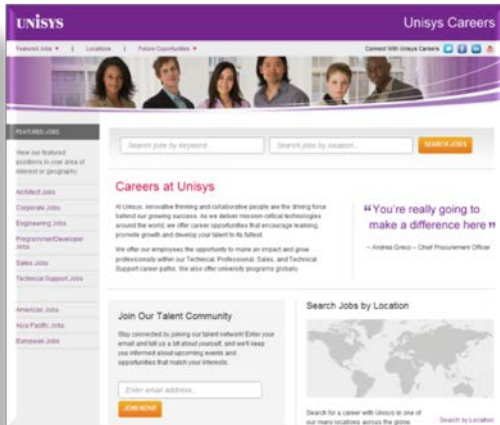 UNISYS
Unisys Careers
Featured Jobs ▼ | Locations | Future Opportunities ▼
Connect With Unisys Careers
FEATURED JOBS
View our featured
positions in your area of
interest or geography.
Architect Jobs
Corporate Jobs
Engineering Jobs
Programmer/Developer
Jobs
Sales Jobs
Technical Support Jobs
Americas Jobs
Asia Pacific Jobs
European Jobs
Search jobs by Keyword...
Search jobs by location...
SEARCH JOBS
Careers at Unisys
At Unisys, innovative thinking and collaborative people are the driving force
behind our growing success. As we deliver mission critical technologies
around the world, we offer career opportunities that encourage learning,
promote growth and develop your talent to its fullest.
We offer our employees the opportunity to make an impact and grow
professionally within our Technical, Professional, Sales, and Technical
Support career paths. We also offer university programs globally.
“You're really going to
make a difference here”
~ Andrea Greco – Chief Procurement Officer
Join Our Talent Community
Stay connected by joining our talent network! Enter your
email and tell us a bit about yourself, and we'll keep
you informed about upcoming events and
opportunities that match your interests.
Enter email address...
JOIN NOW!
Search Jobs by Location
Search for a career with Unisys in one of
our many locations across the globe.
Search by Location